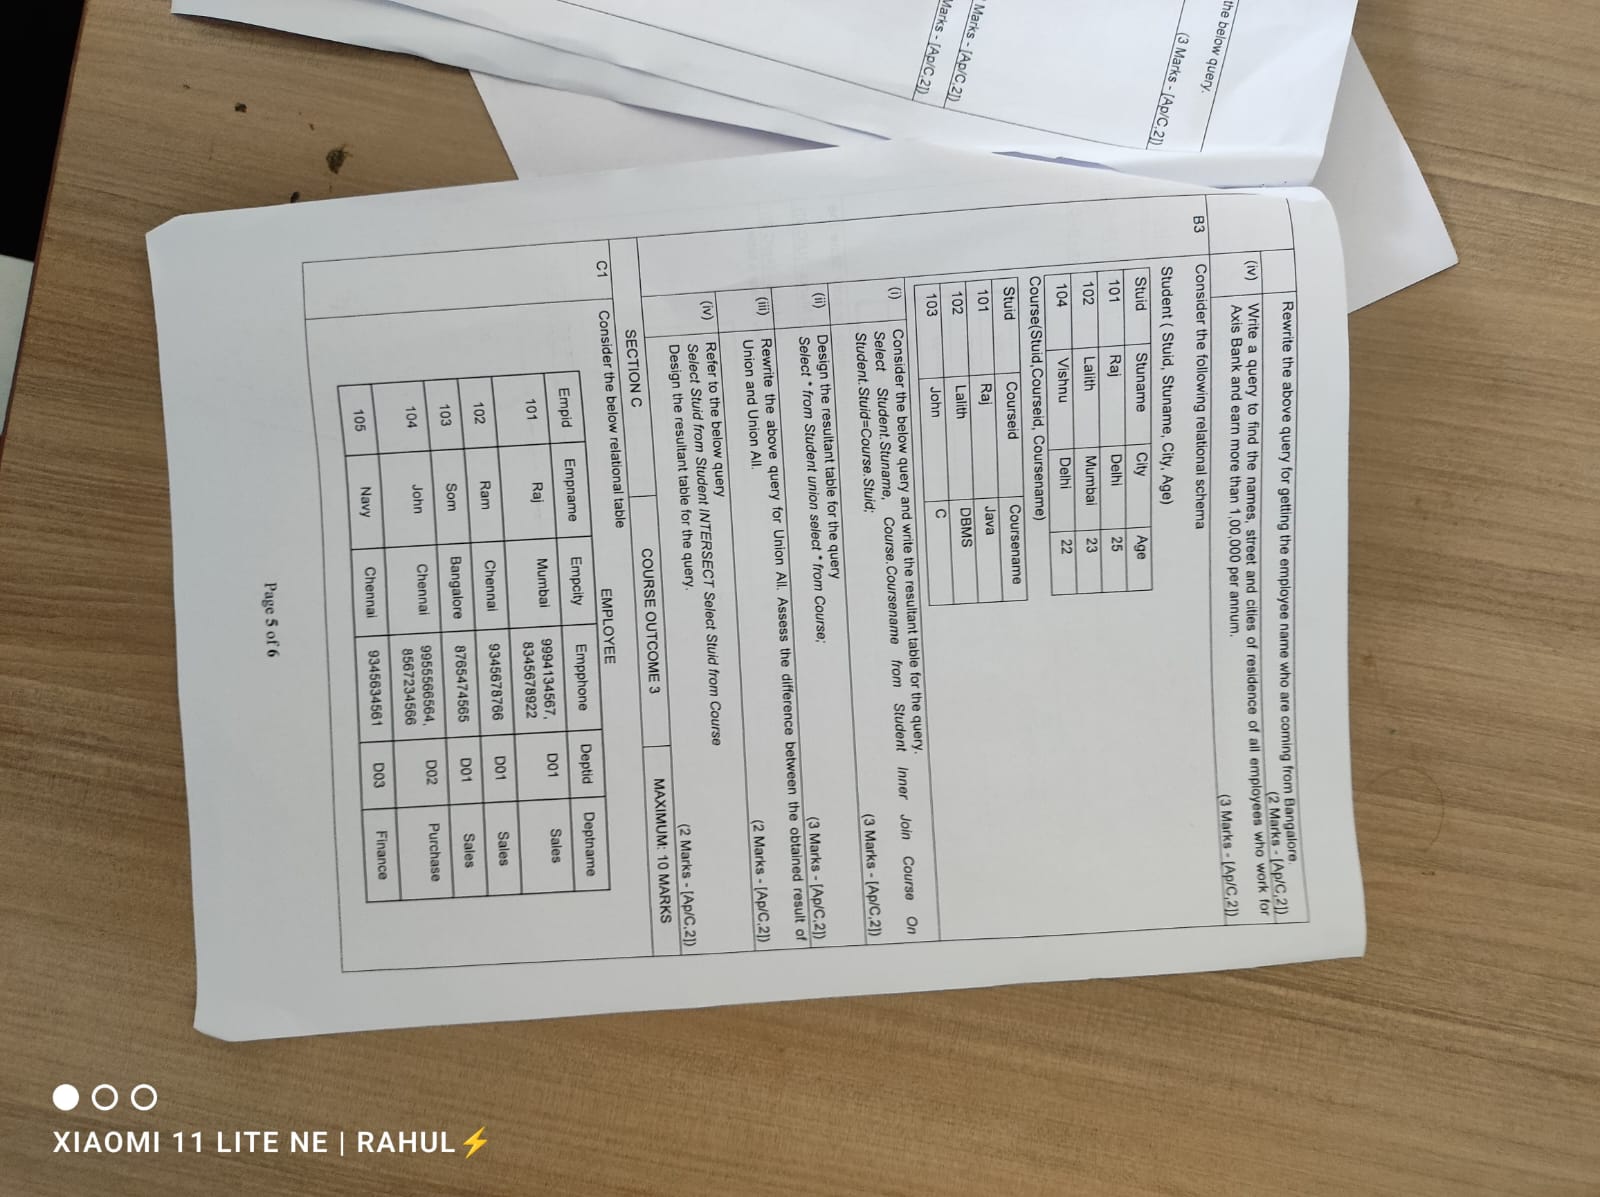 the below query.
(3 Marks - [Ap/C,2])
Marks - [Ap/C,2])
Marks - [Ap/C,2])
Rewrite the above query for getting the employee name who are coming from Bangalore.
(2 Marks - [Ap/C,2])
(iv) Write a query to find the names, street and cities of residence of all employees who work for
Axis Bank and earn more than 1,00,000 per annum.
(3 Marks - [Ap/C,2])
B3 Consider the following relational schema
Student ( Stuid, Stuname, City, Age)
Stuid Stuname City Age
101 Raj Delhi 25
102 Lalith Mumbai 23
104 Vishnu Delhi 22
Course(Stuid,Courseid, Coursename)
Stuid Courseid Coursename
101 Raj Java
102 Lalith DBMS
103 John C
(i) Consider the below query and write the resultant table for the query.
Select Student.Stuname, Course.Coursename from Student Inner Join Course On
Student.Stuid=Course.Stuid;
(3 Marks - [Ap/C,2])
(ii) Design the resultant table for the query
Select * from Student union select * from Course;
(3 Marks - [Ap/C,2])
(iii) Rewrite the above query for Union All. Assess the difference between the obtained result of
Union and Union All.
(2 Marks - [Ap/C,2])
(iv) Refer to the below query
Select Stuid from Student INTERSECT Select Stuid from Course
Design the resultant table for the query.
(2 Marks - [Ap/C,2])
SECTION C COURSE OUTCOME 3 MAXIMUM: 10 MARKS
C1 Consider the below relational table
EMPLOYEE
Empid Empname Empcity Empphone Deptid Deptname
101 Raj Mumbai 9994134567, D01 Sales
8345678922
102 Ram Chennai 9345678766 D01 Sales
103 Som Bangalore 8765474565 D01 Sales
104 John Chennai 9955566564, D02 Purchase
8567234566
105 Navy Chennai 9345634561 D03 Finance
Page 5 of 6
XIAOMI 11 LITE NE | RAHUL⚡